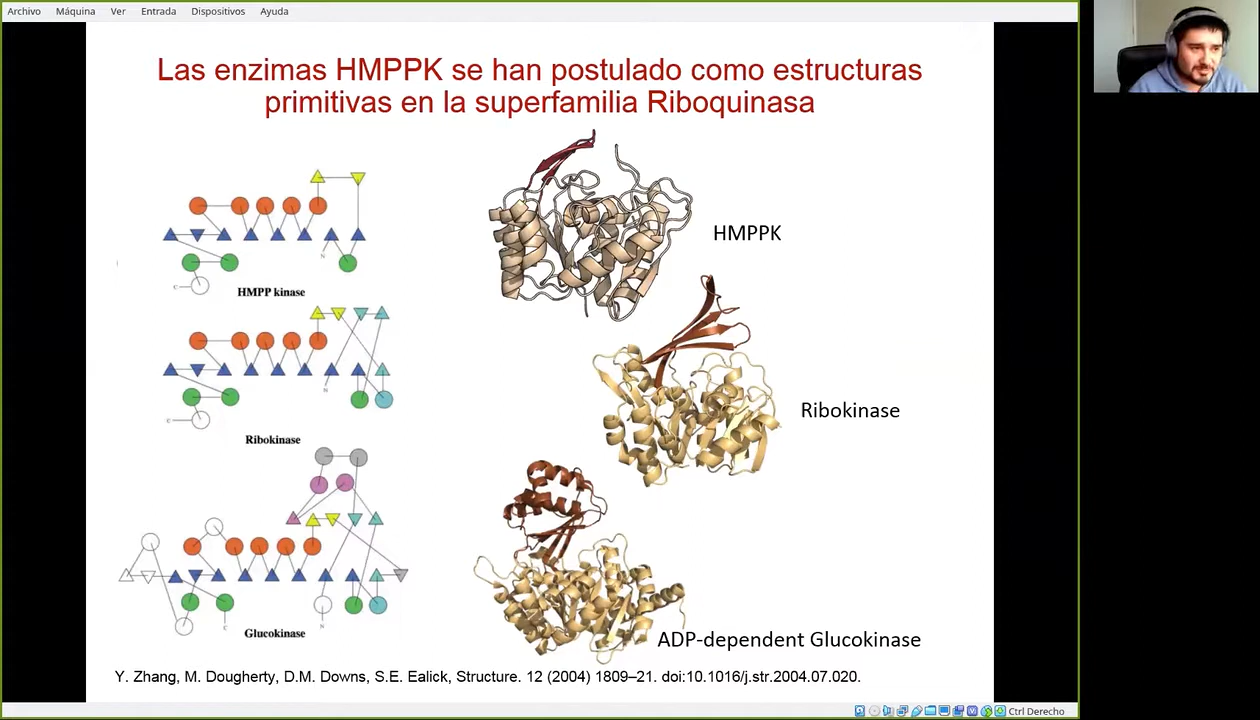 Archivo Máquina Ver Entrada Dispositivos Ayuda
Las enzimas HMPPK se han postulado como estructuras
primitivas en la superfamilia Riboquinasa
HMPPK
N
C
HMPP kinase
Ribokinase
N
C
Ribokinase
ADP-dependent Glucokinase
N
C
Glucokinase
Y. Zhang, M. Dougherty, D.M. Downs, S.E. Ealick, Structure. 12 (2004) 1809–21. doi:10.1016/j.str.2004.07.020.
Ctrl Derecho